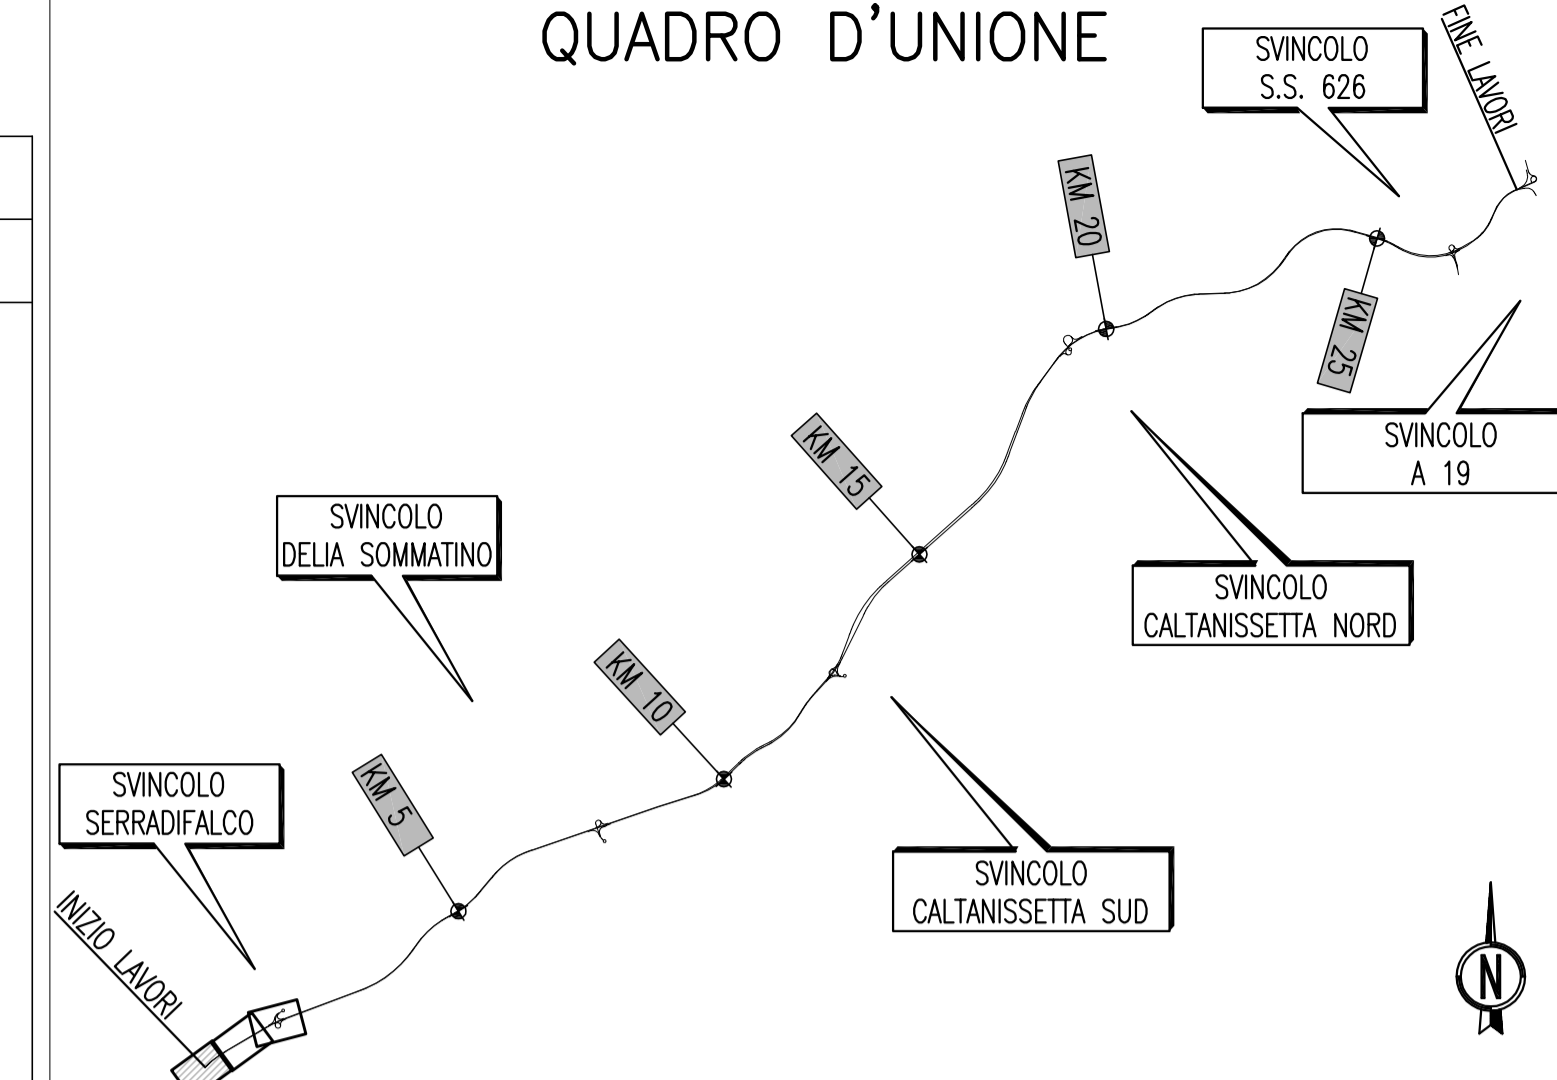 QUADRO D'UNIONE
SVINCOLO
S.S. 626
FINE LAVORI
KM 20
KM 25
SVINCOLO
A 19
KM 15
SVINCOLO
DELIA SOMMATINO
SVINCOLO
CALTANISSETTA NORD
KM 10
KM 5
SVINCOLO
SERRADIFALCO
SVINCOLO
CALTANISSETTA SUD
INIZIO LAVORI
N